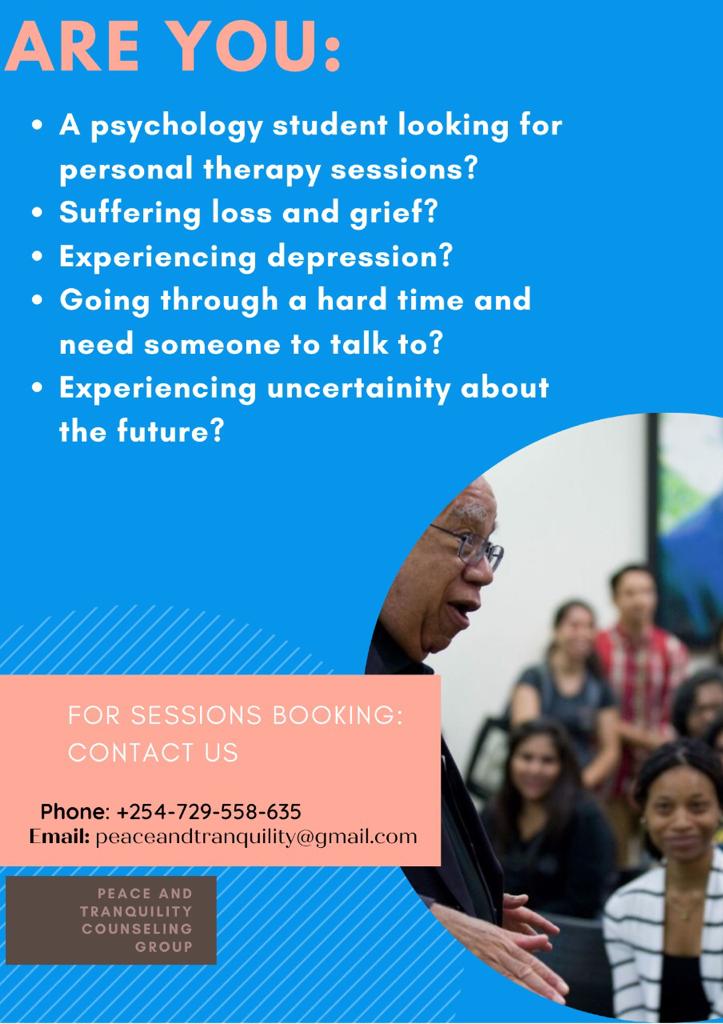 ARE YOU:
• A psychology student looking for
personal therapy sessions?
• Suffering loss and grief?
• Experiencing depression?
• Going through a hard time and
need someone to talk to?
• Experiencing uncertainity about
the future?
FOR SESSIONS BOOKING:
CONTACT US
Phone: +254-729-558-635
Email: peaceandtranquility@gmail.com
PEACE AND
TRANQUILITY
COUNSELING
GROUP